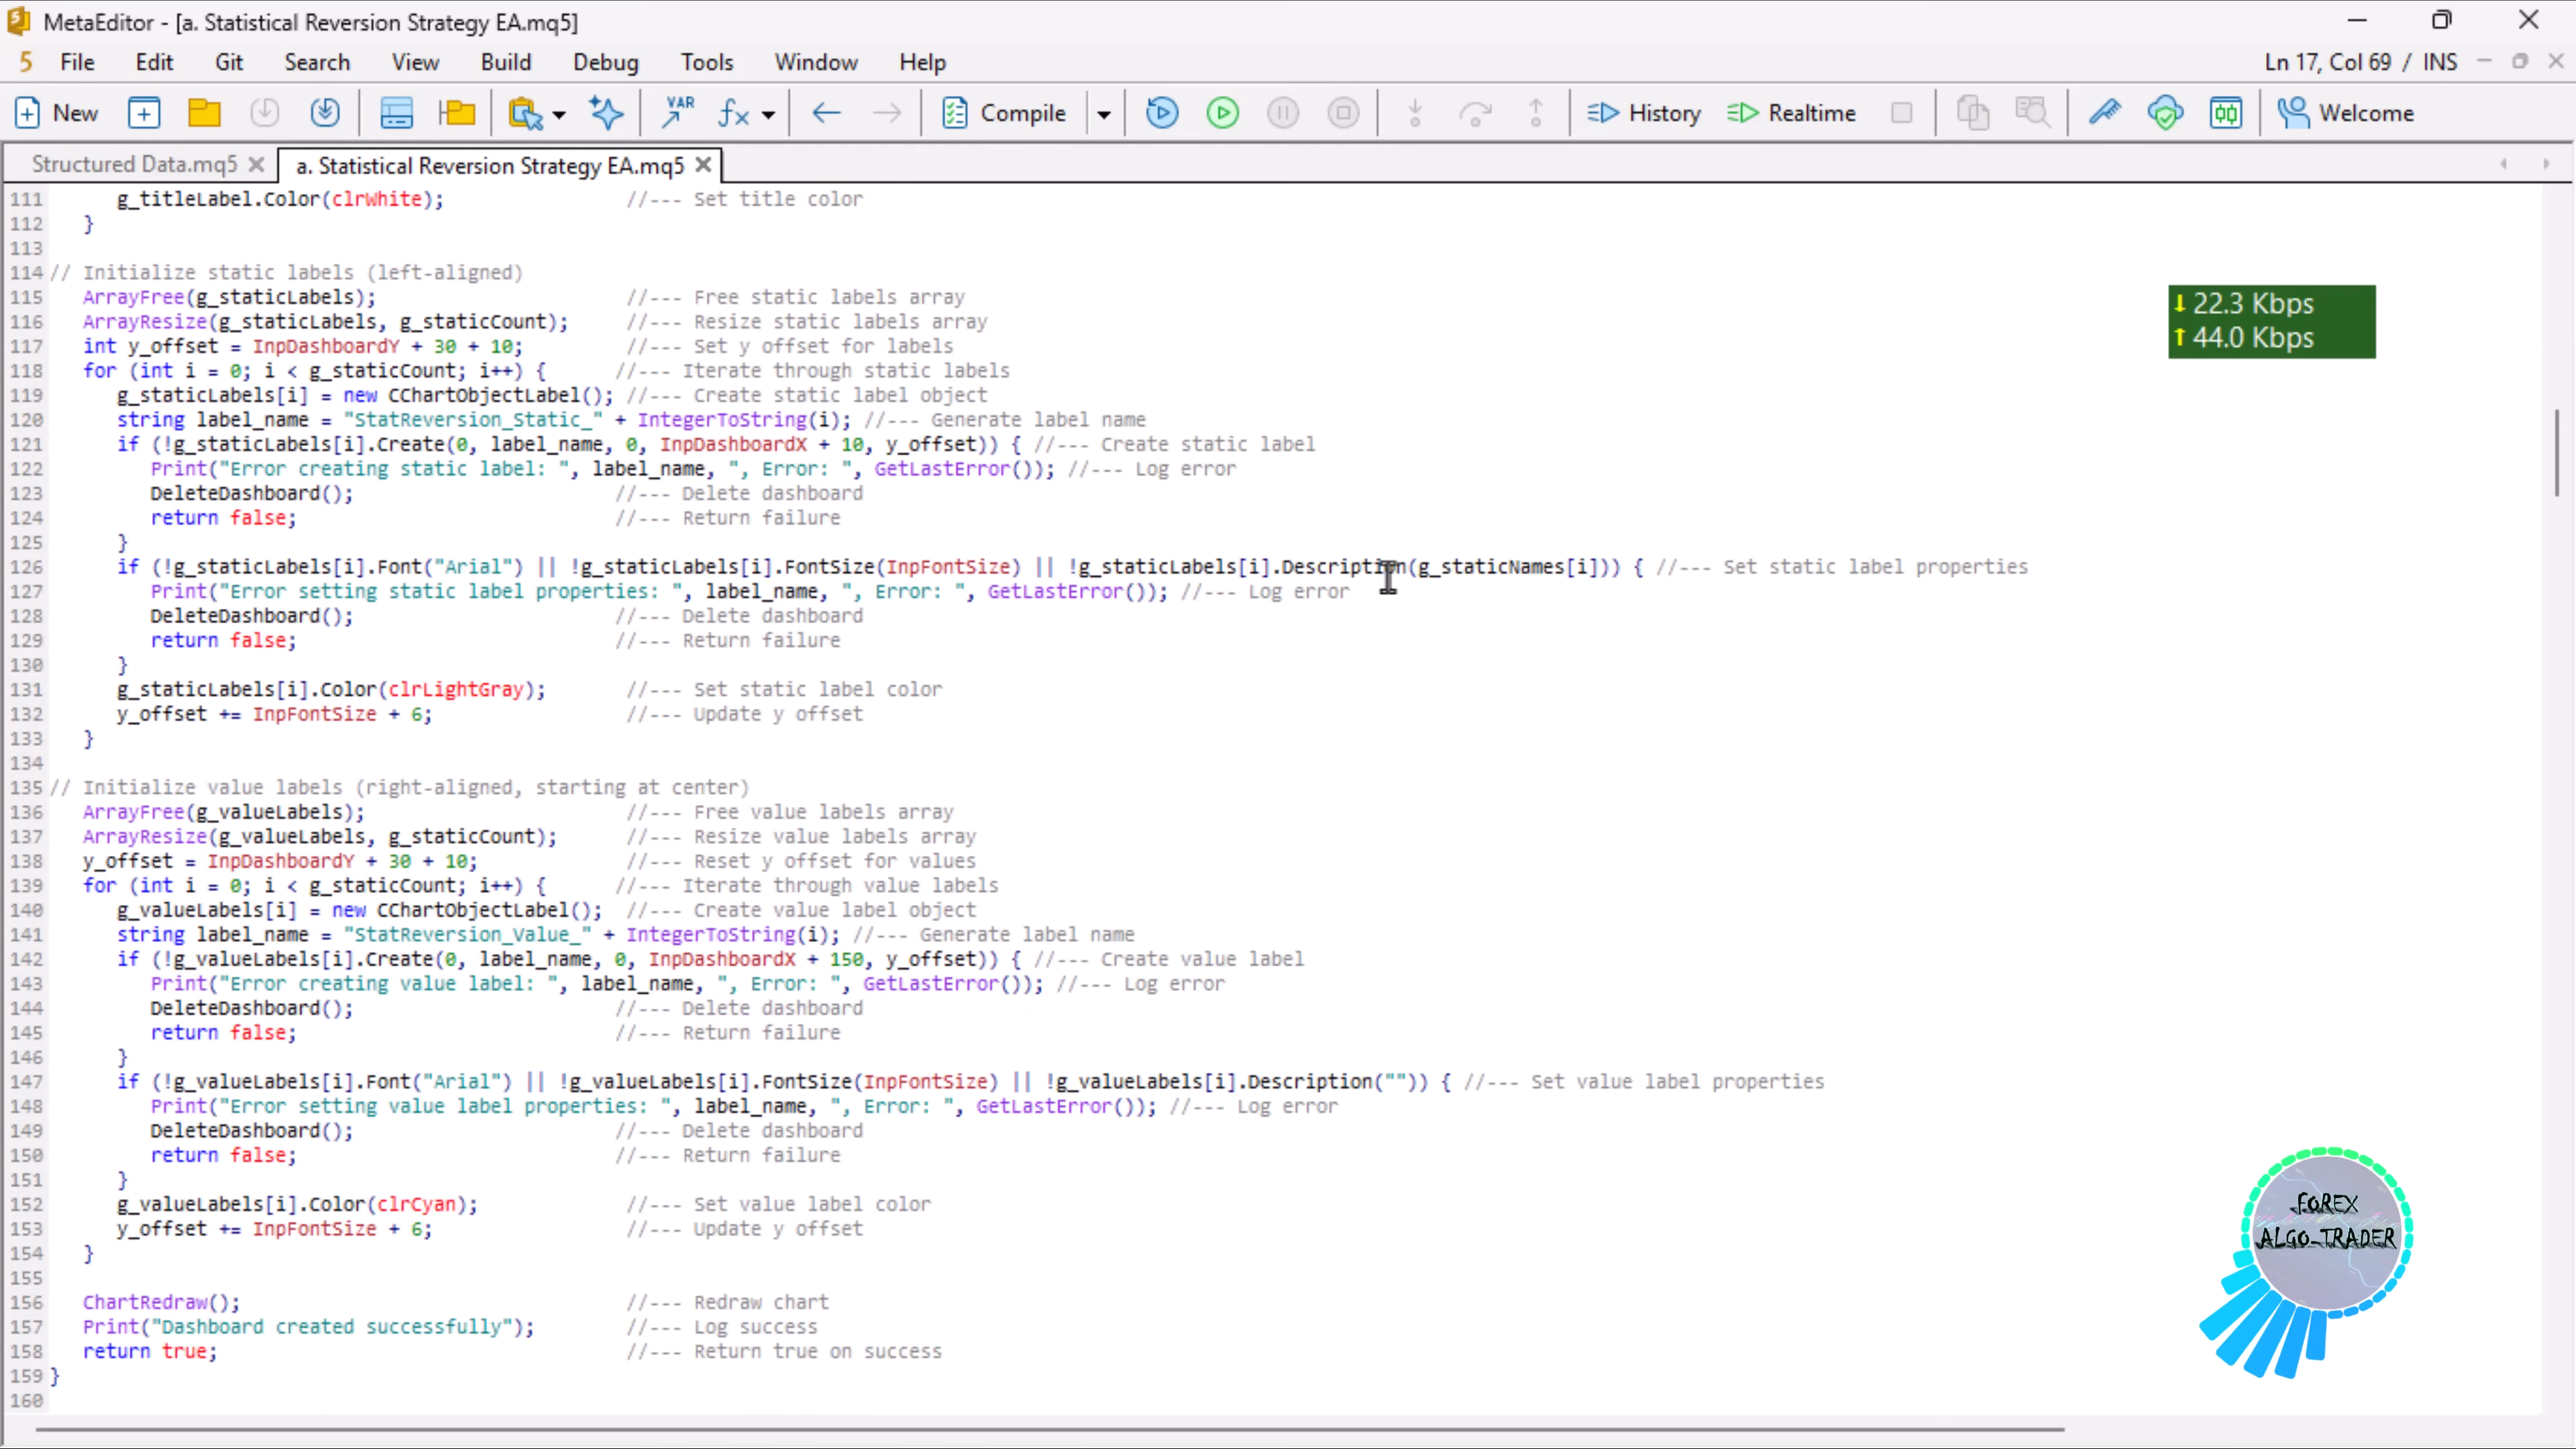 MetaEditor - [a. Statistical Reversion Strategy EA.mq5]
5 File Edit Git Search View Build Debug Tools Window Help Ln 17, Col 69 / INS
New VAR fx Compile History Realtime Welcome
Structured Data.mq5 a. Statistical Reversion Strategy EA.mq5
111 g_titleLabel.Color(clrWhite); //--- Set title color
112 }
113
114 // Initialize static labels (left-aligned)
115 ArrayFree(g_staticLabels); //--- Free static labels array
116 ArrayResize(g_staticLabels, g_staticCount); //--- Resize static labels array
117 int y_offset = InpDashboardY + 30 + 10; //--- Set y offset for labels
118 for (int i = 0; i < g_staticCount; i++) { //--- Iterate through static labels
119 g_staticLabels[i] = new CChartObjectLabel(); //--- Create static label object
120 string label_name = "StatReversion_Static_" + IntegerToString(i); //--- Generate label name
121 if (!g_staticLabels[i].Create(0, label_name, 0, InpDashboardX + 10, y_offset)) { //--- Create static label
122 Print("Error creating static label: ", label_name, ", Error: ", GetLastError()); //--- Log error
123 DeleteDashboard(); //--- Delete dashboard
124 return false; //--- Return failure
125 }
126 if (!g_staticLabels[i].Font("Arial") || !g_staticLabels[i].FontSize(InpFontSize) || !g_staticLabels[i].Description(g_staticNames[i])) { //--- Set static label properties
127 Print("Error setting static label properties: ", label_name, ", Error: ", GetLastError()); //--- Log error
128 DeleteDashboard(); //--- Delete dashboard
129 return false; //--- Return failure
130 }
131 g_staticLabels[i].Color(clrLightGray); //--- Set static label color
132 y_offset += InpFontSize + 6; //--- Update y offset
133 }
134
135 // Initialize value labels (right-aligned, starting at center)
136 ArrayFree(g_valueLabels); //--- Free value labels array
137 ArrayResize(g_valueLabels, g_staticCount); //--- Resize value labels array
138 y_offset = InpDashboardY + 30 + 10; //--- Reset y offset for values
139 for (int i = 0; i < g_staticCount; i++) { //--- Iterate through value labels
140 g_valueLabels[i] = new CChartObjectLabel(); //--- Create value label object
141 string label_name = "StatReversion_Value_" + IntegerToString(i); //--- Generate label name
142 if (!g_valueLabels[i].Create(0, label_name, 0, InpDashboardX + 150, y_offset)) { //--- Create value label
143 Print("Error creating value label: ", label_name, ", Error: ", GetLastError()); //--- Log error
144 DeleteDashboard(); //--- Delete dashboard
145 return false; //--- Return failure
146 }
147 if (!g_valueLabels[i].Font("Arial") || !g_valueLabels[i].FontSize(InpFontSize) || !g_valueLabels[i].Description("")) { //--- Set value label properties
148 Print("Error setting value label properties: ", label_name, ", Error: ", GetLastError()); //--- Log error
149 DeleteDashboard(); //--- Delete dashboard
150 return false; //--- Return failure
151 }
152 g_valueLabels[i].Color(clrCyan); //--- Set value label color
153 y_offset += InpFontSize + 6; //--- Update y offset
154 }
155
156 ChartRedraw(); //--- Redraw chart
157 Print("Dashboard created successfully"); //--- Log success
158 return true; //--- Return true on success
159 }
160
↓ 22.3 Kbps
↑ 44.0 Kbps
FOREX
ALGO-TRADER